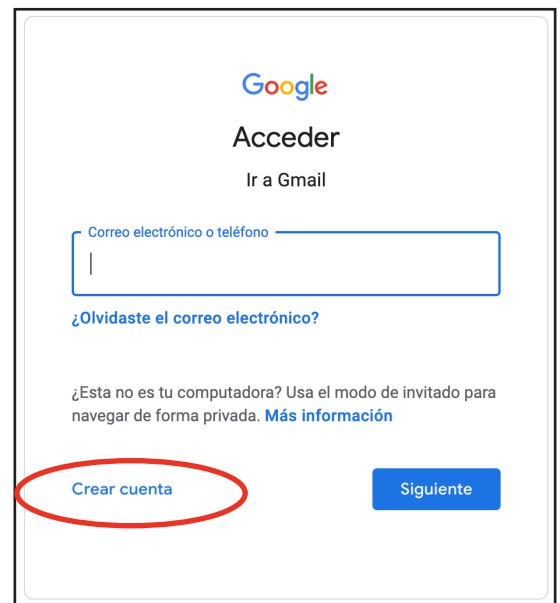 Google
Acceder
Ir a Gmail
Correo electrónico o teléfono
¿Olvidaste el correo electrónico?
¿Esta no es tu computadora? Usa el modo de invitado para
navegar de forma privada. Más información
Crear cuenta
Siguiente